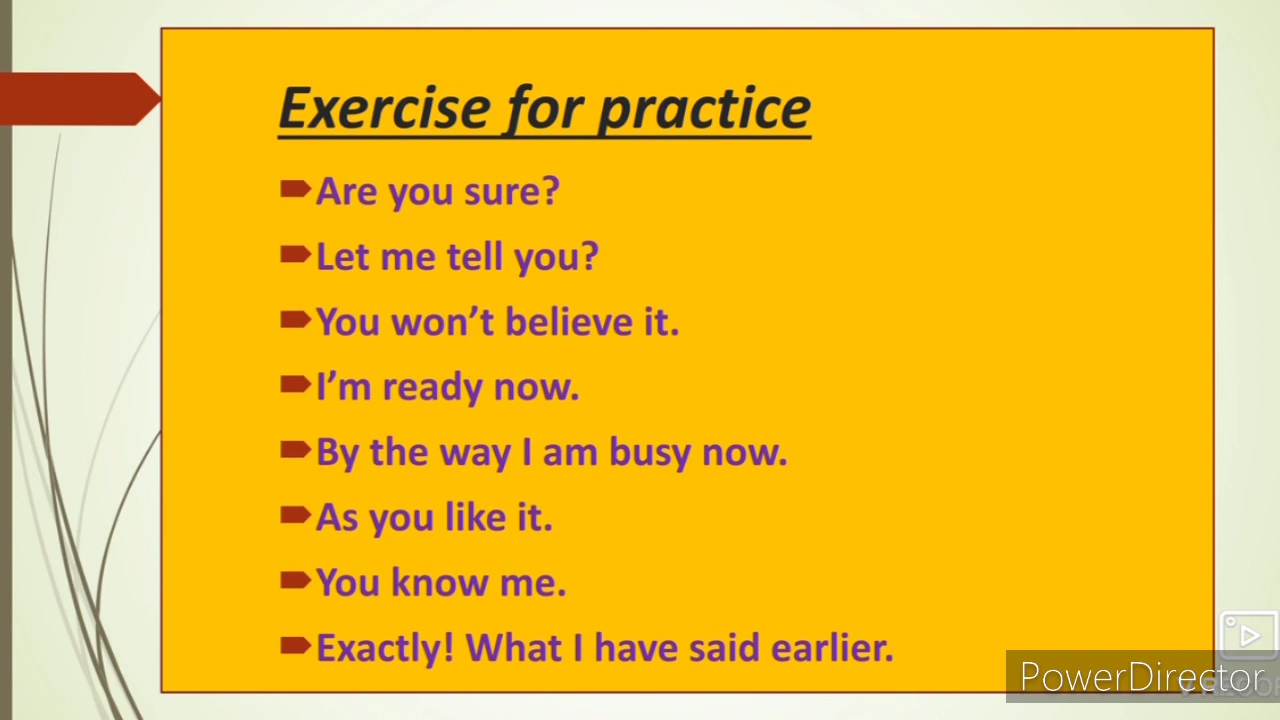 Exercise for practice
Are you sure?
Let me tell you?
You won't believe it.
I'm ready now.
By the way I am busy now.
As you like it.
You know me.
Exactly! What I have said earlier.
PowerDirector